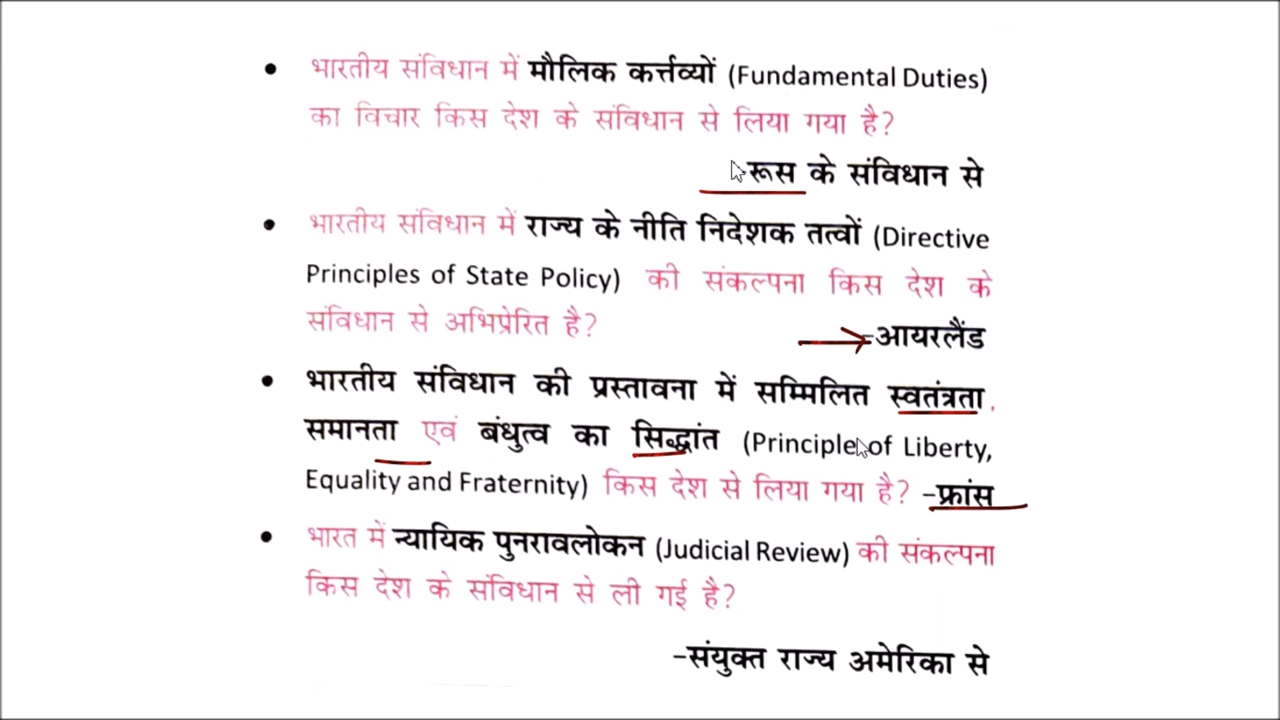 • भारतीय संविधान में मौलिक कर्त्तव्यों (Fundamental Duties)
का विचार किस देश के संविधान से लिया गया है?
रूस के संविधान से
• भारतीय संविधान में राज्य के नीति निदेशक तत्वों (Directive
Principles of State Policy) की संकल्पना किस देश के
संविधान से अभिप्रेरित है?
-आयरलैंड
• भारतीय संविधान की प्रस्तावना में सम्मिलित स्वतंत्रता,
समानता एवं बंधुत्व का सिद्धांत (Principle of Liberty,
Equality and Fraternity) किस देश से लिया गया है? -फ्रांस
• भारत में न्यायिक पुनरावलोकन (Judicial Review) की संकल्पना
किस देश के संविधान से ली गई है?
-संयुक्त राज्य अमेरिका से